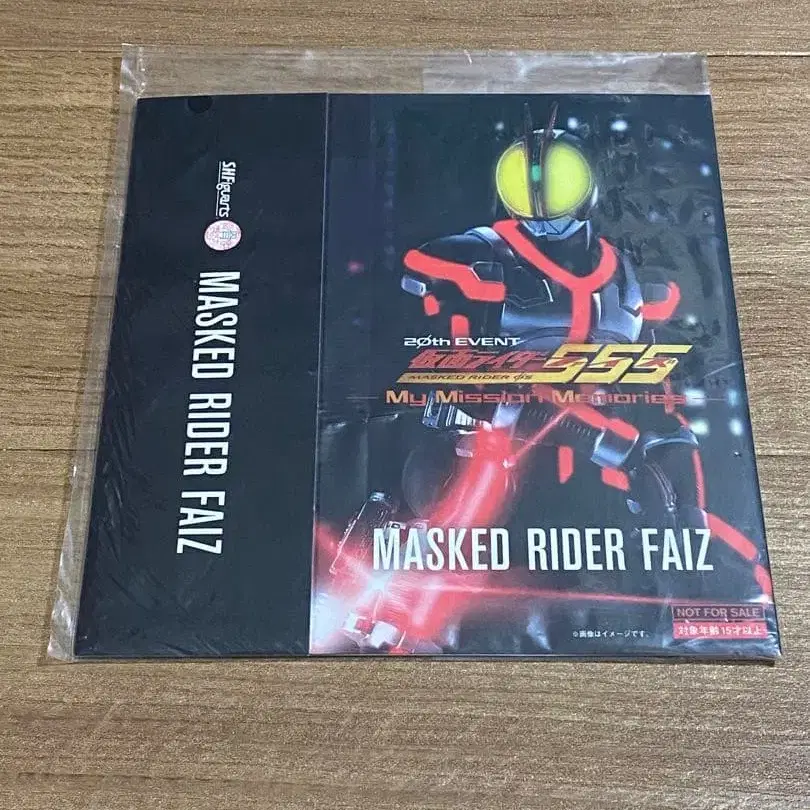 S.H.Figuarts
MASKED RIDER FAIZ
20th EVENT
仮面ライダー555
MASKED RIDER Φ's
My Mission Memories
MASKED RIDER FAIZ
NOT FOR SALE
※画像はイメージです。
対象年齢15才以上